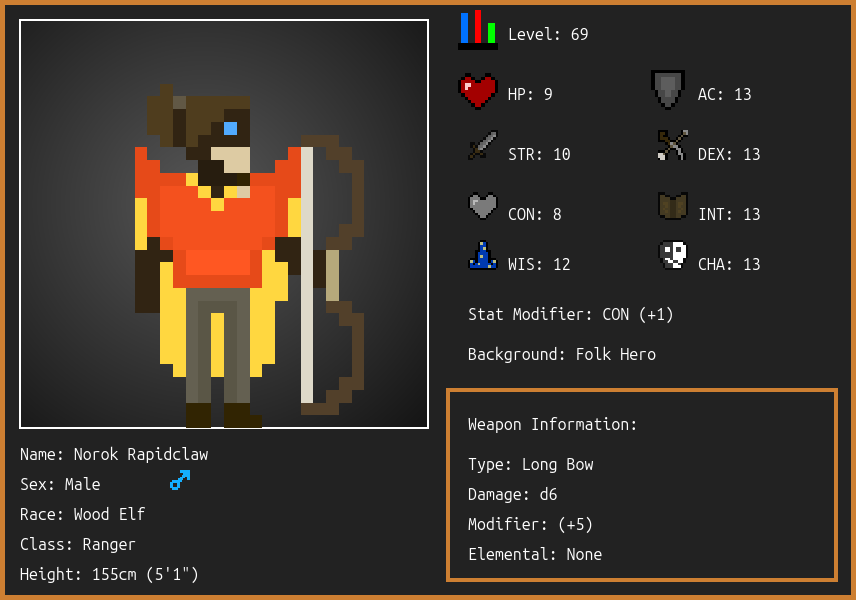 Level: 69
HP: 9
AC: 13
STR: 10
DEX: 13
CON: 8
INT: 13
WIS: 12
CHA: 13
Stat Modifier: CON (+1)
Background: Folk Hero
Weapon Information:
Type: Long Bow
Damage: d6
Modifier: (+5)
Elemental: None
Name: Norok Rapidclaw
Sex: Male
Race: Wood Elf
Class: Ranger
Height: 155cm (5'1")